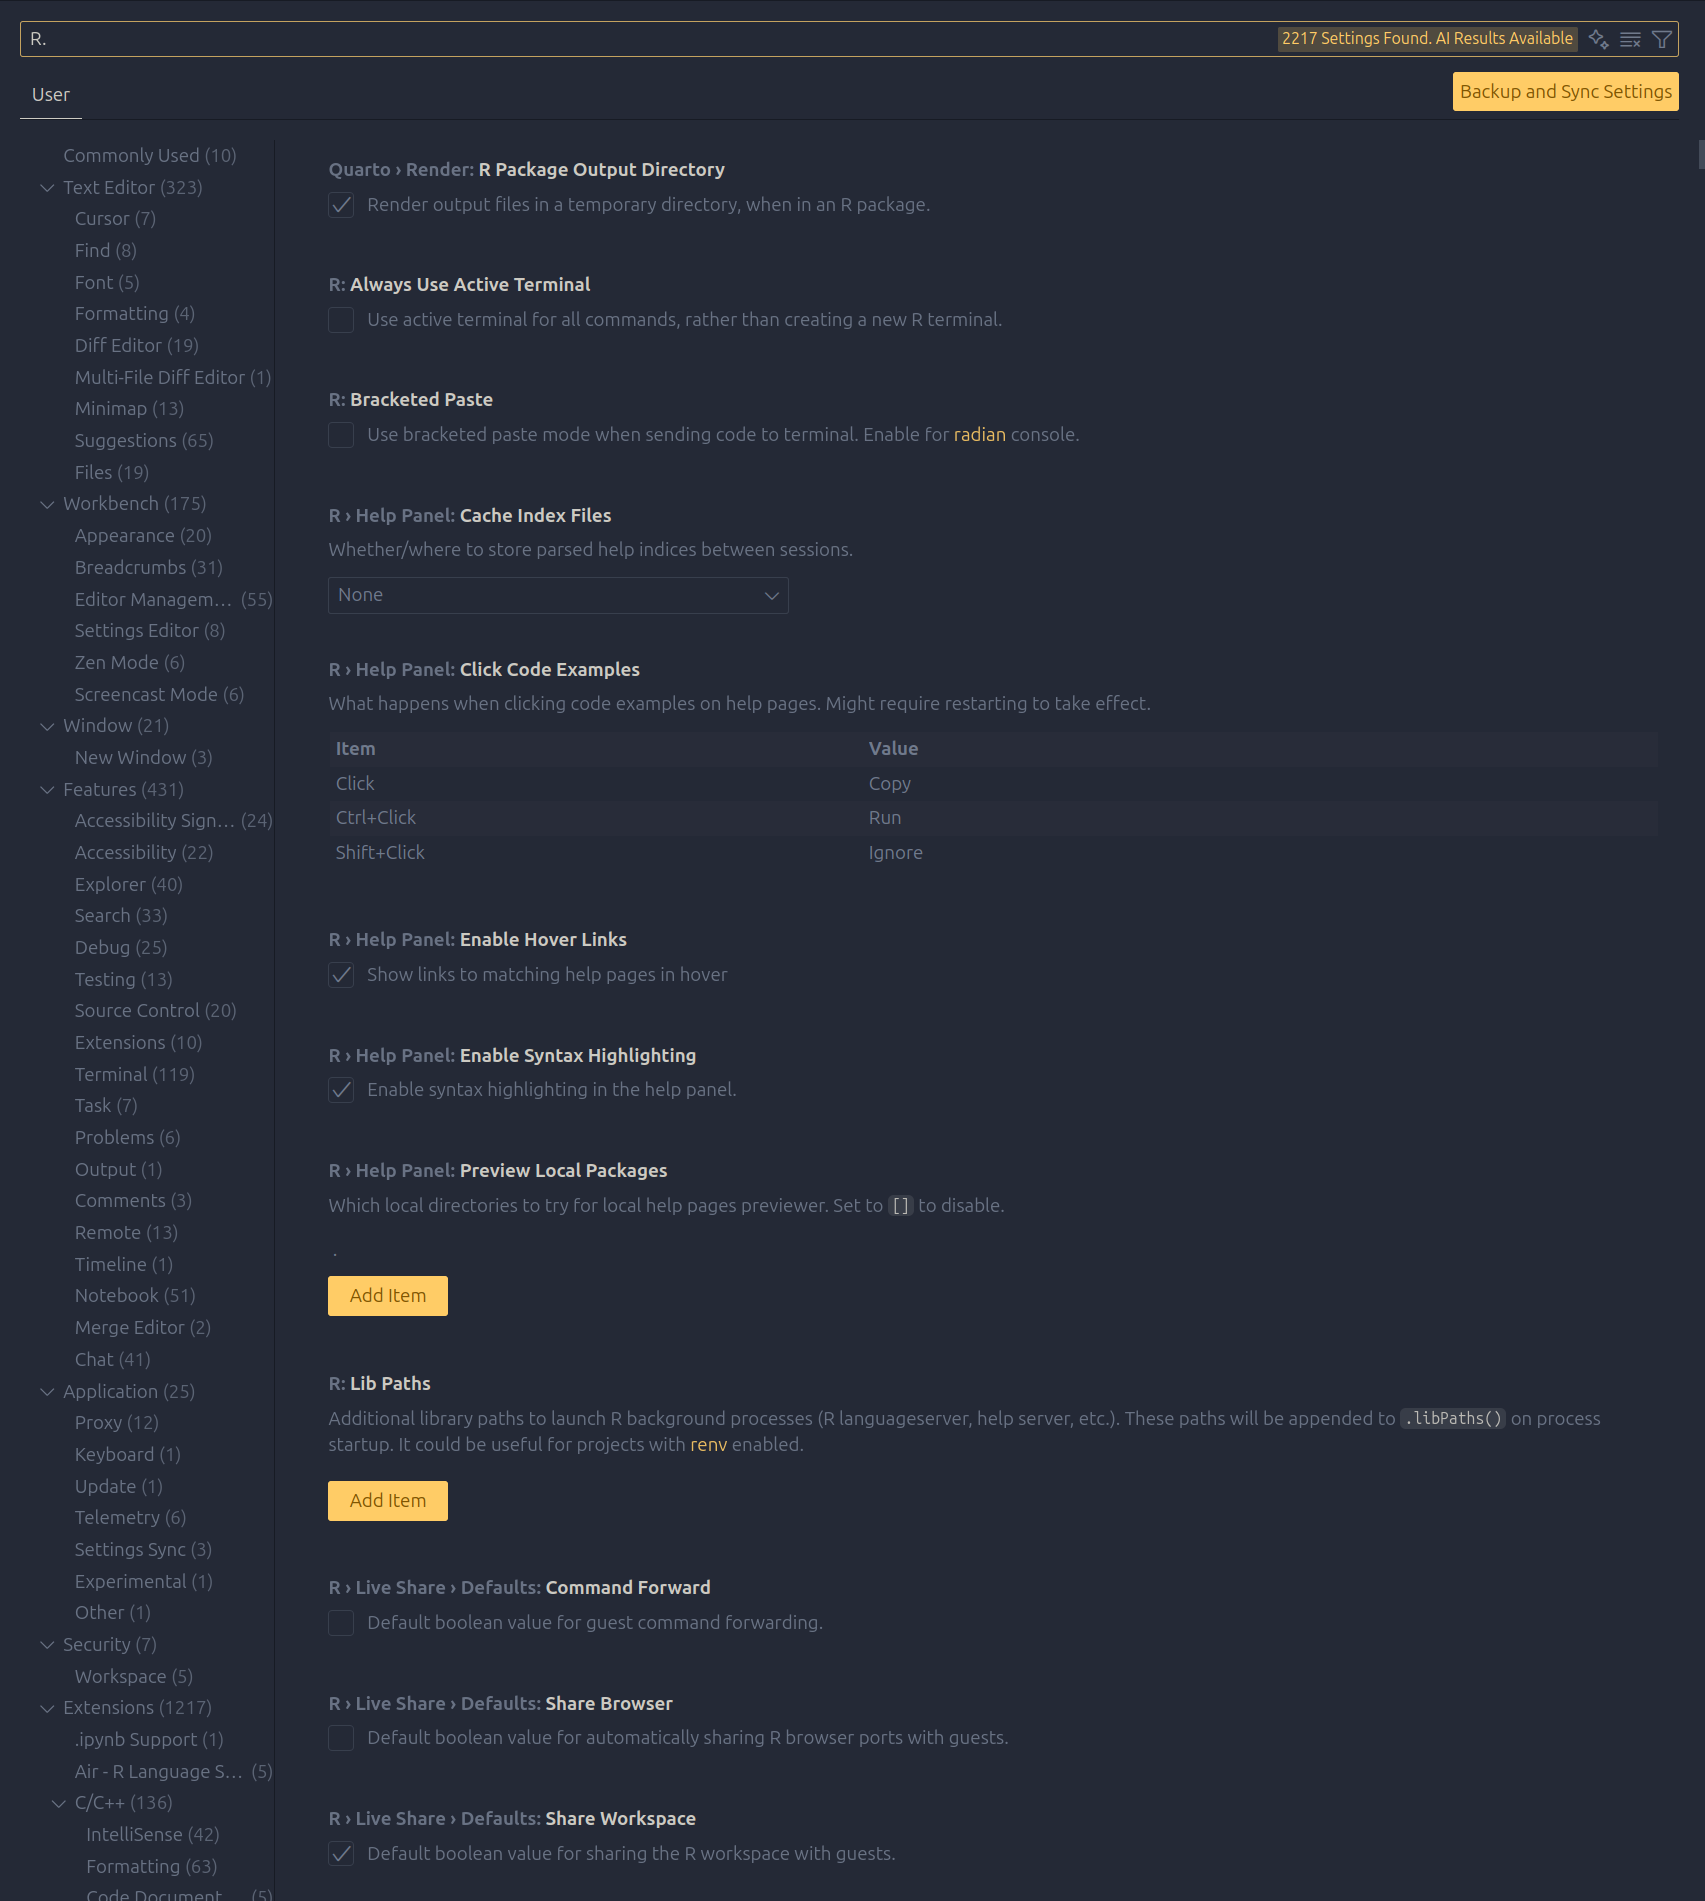 R.
2217 Settings Found. AI Results Available
User
Backup and Sync Settings
Commonly Used (10)
Text Editor (323)
Cursor (7)
Find (8)
Font (5)
Formatting (4)
Diff Editor (19)
Multi-File Diff Editor (1)
Minimap (13)
Suggestions (65)
Files (19)
Workbench (175)
Appearance (20)
Breadcrumbs (31)
Editor Managem... (55)
Settings Editor (8)
Zen Mode (6)
Screencast Mode (6)
Window (21)
New Window (3)
Features (431)
Accessibility Sign... (24)
Accessibility (22)
Explorer (40)
Search (33)
Debug (25)
Testing (13)
Source Control (20)
Extensions (10)
Terminal (119)
Task (7)
Problems (6)
Output (1)
Comments (3)
Remote (13)
Timeline (1)
Notebook (51)
Merge Editor (2)
Chat (41)
Application (25)
Proxy (12)
Keyboard (1)
Update (1)
Telemetry (6)
Settings Sync (3)
Experimental (1)
Other (1)
Security (7)
Workspace (5)
Extensions (1217)
.ipynb Support (1)
Air - R Language S... (5)
C/C++ (136)
IntelliSense (42)
Formatting (63)
Code Document... (5)
Quarto › Render: R Package Output Directory
Render output files in a temporary directory, when in an R package.
R: Always Use Active Terminal
Use active terminal for all commands, rather than creating a new R terminal.
R: Bracketed Paste
Use bracketed paste mode when sending code to terminal. Enable for radian console.
R › Help Panel: Cache Index Files
Whether/where to store parsed help indices between sessions.
None
R › Help Panel: Click Code Examples
What happens when clicking code examples on help pages. Might require restarting to take effect.
Item Value
Click Copy
Ctrl+Click Run
Shift+Click Ignore
R › Help Panel: Enable Hover Links
Show links to matching help pages in hover
R › Help Panel: Enable Syntax Highlighting
Enable syntax highlighting in the help panel.
R › Help Panel: Preview Local Packages
Which local directories to try for local help pages previewer. Set to [] to disable.
.
Add Item
R: Lib Paths
Additional library paths to launch R background processes (R languageserver, help server, etc.). These paths will be appended to .libPaths() on process
startup. It could be useful for projects with renv enabled.
Add Item
R › Live Share › Defaults: Command Forward
Default boolean value for guest command forwarding.
R › Live Share › Defaults: Share Browser
Default boolean value for automatically sharing R browser ports with guests.
R › Live Share › Defaults: Share Workspace
Default boolean value for sharing the R workspace with guests.